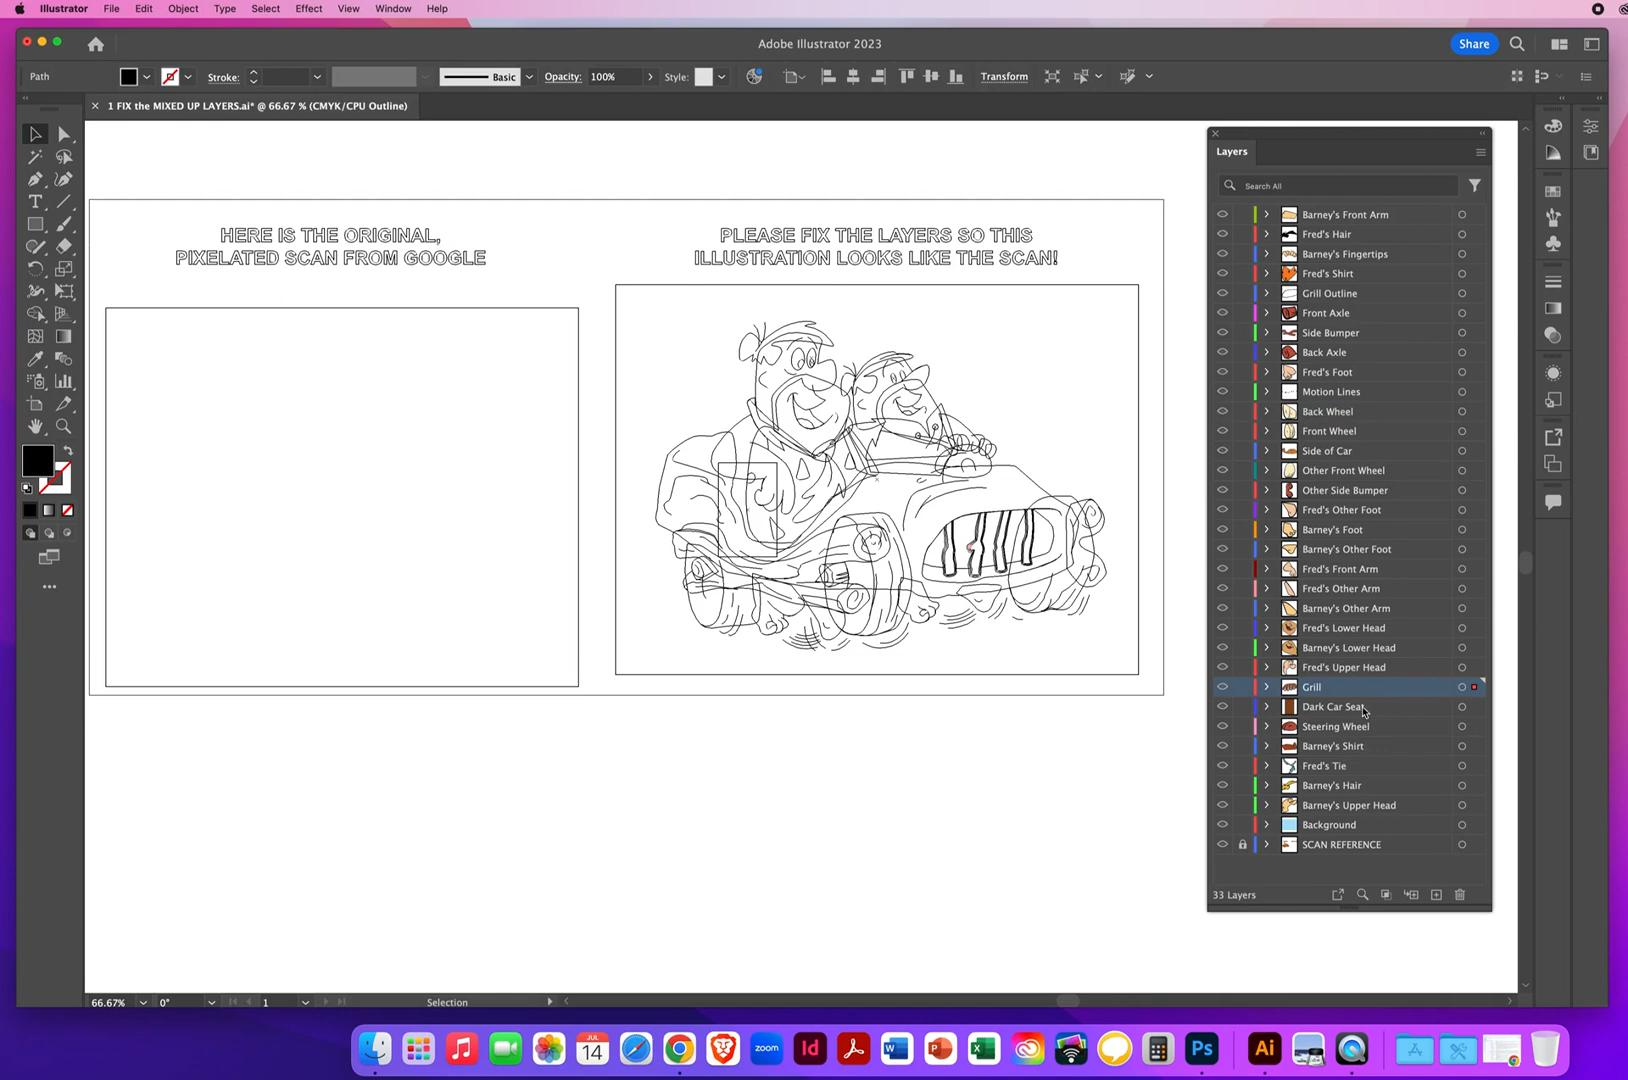 Illustrator File Edit Object Type Select Effect View Window Help
Adobe Illustrator 2023
Share
Path
Stroke:
Basic
Opacity:
100%
Style:
Transform
1 FIX the MIXED UP LAYERS.ai* @ 66.67 % (CMYK/CPU Outline)
HERE IS THE ORIGINAL,
PIXELATED SCAN FROM GOOGLE
PLEASE FIX THE LAYERS SO THIS
ILLUSTRATION LOOKS LIKE THE SCAN!
Layers
Search All
Barney's Front Arm
Fred's Hair
Barney's Fingertips
Fred's Shirt
Grill Outline
Front Axle
Side Bumper
Back Axle
Fred's Foot
Motion Lines
Back Wheel
Front Wheel
Side of Car
Other Front Wheel
Other Side Bumper
Fred's Other Foot
Barney's Foot
Barney's Other Foot
Fred's Front Arm
Fred's Other Arm
Barney's Other Arm
Fred's Lower Head
Barney's Lower Head
Fred's Upper Head
Grill
Dark Car Seat
Steering Wheel
Barney's Shirt
Fred's Tie
Barney's Hair
Barney's Upper Head
Background
SCAN REFERENCE
33 Layers
66.67%
0°
1
Selection
JUL
14
zoom
Id
W
P
X
Ps
Ai